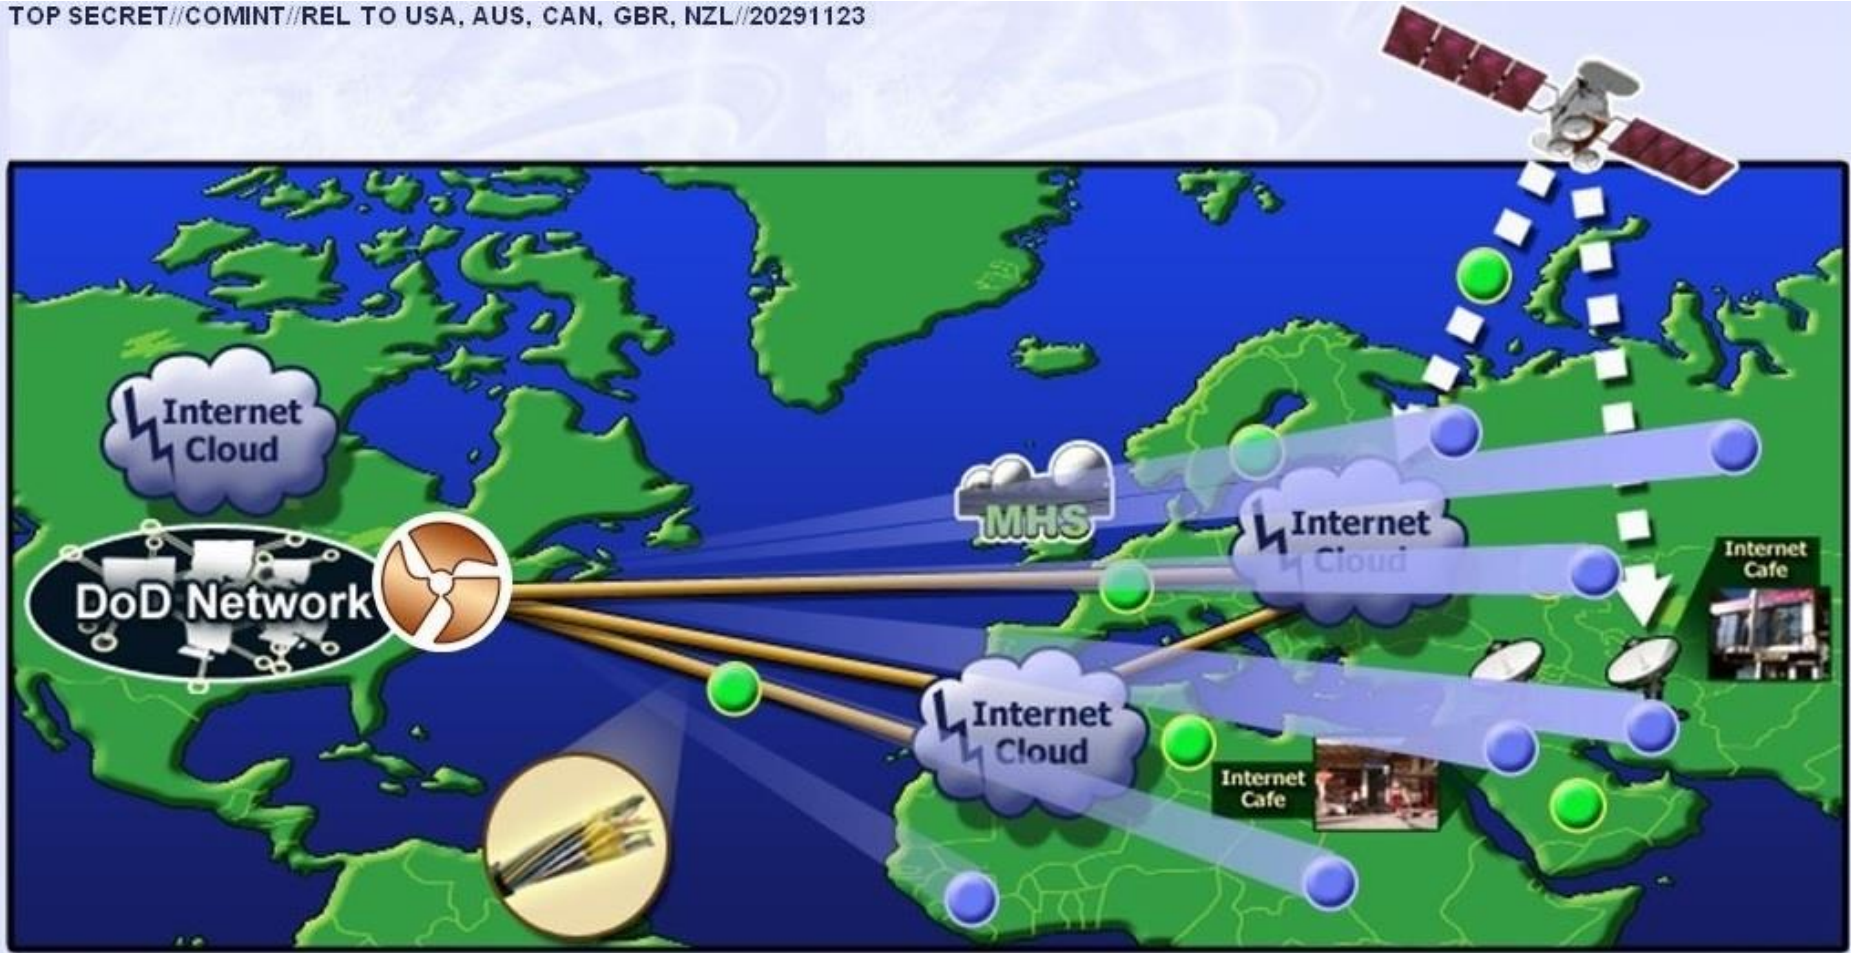 TOP SECRET//COMINT//REL TO USA, AUS, CAN, GBR, NZL//20291123
Internet
Cloud
DoD Network
MHS
Internet
Cloud
Internet
Cafe
Internet
Cloud
Internet
Cafe